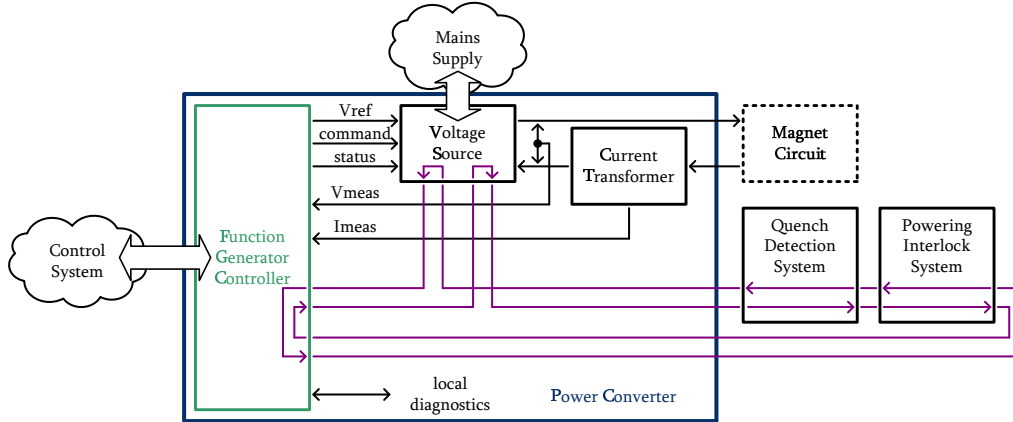 Mains
Supply
Vref
command
status
Vmeas
Imeas
Voltage
Source
Current
Transformer
Magnet
Circuit
Control
System
Function
Generator
Controller
Quench
Detection
System
Powering
Interlock
System
local
diagnostics
Power Converter